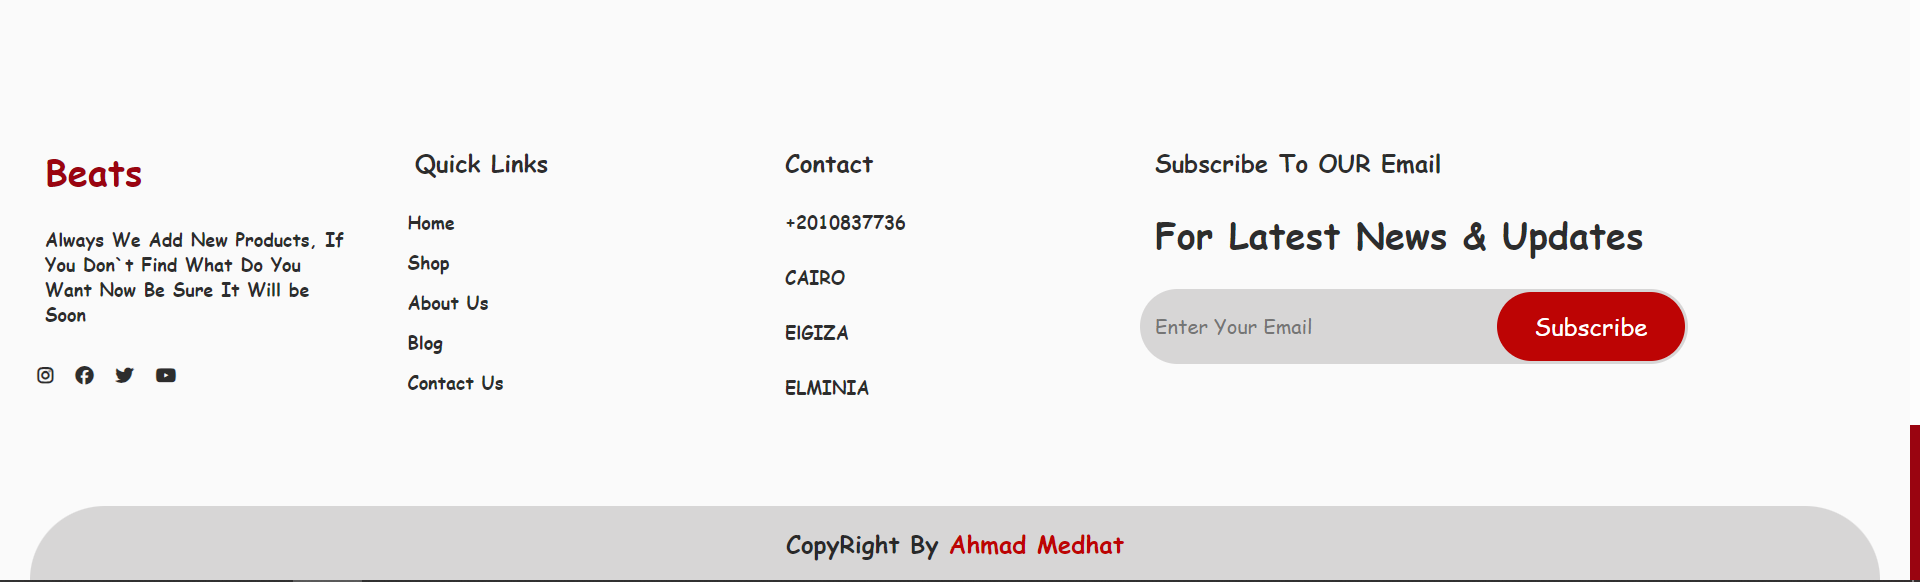 Beats
Always We Add New Products, If
You Don`t Find What Do You
Want Now Be Sure It Will be
Soon
Quick Links
Home
Shop
About Us
Blog
Contact Us
Contact
+2010837736
CAIRO
ElGIZA
ELMINIA
Subscribe To OUR Email
For Latest News & Updates
Enter Your Email
Subscribe
CopyRight By Ahmad Medhat